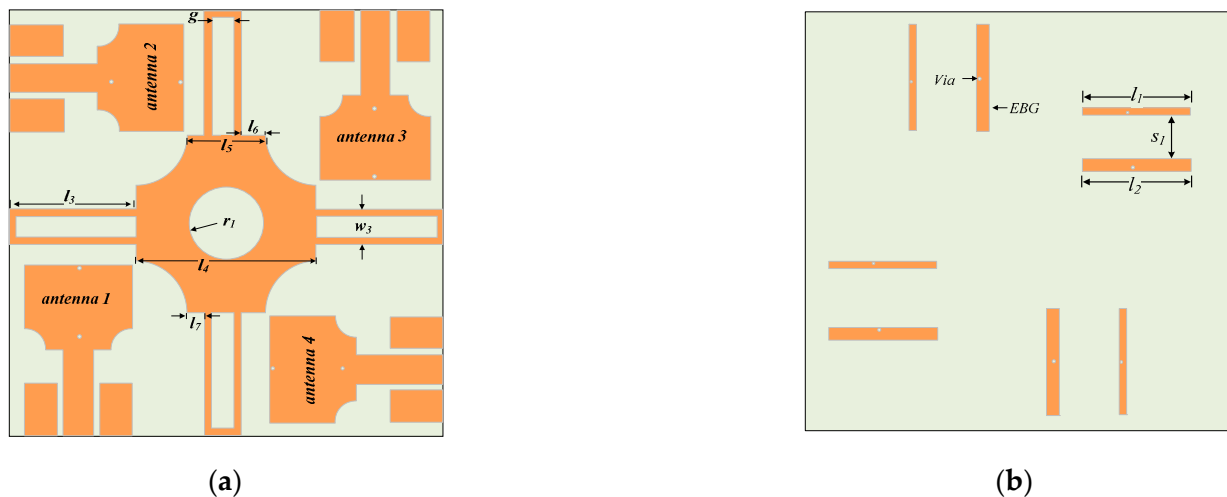 g
antenna 2
antenna 3
l6
l5
l3
r1
w3
l4
antenna 1
l7
antenna 4
(a)
Via
EBG
l1
s1
l2
(b)